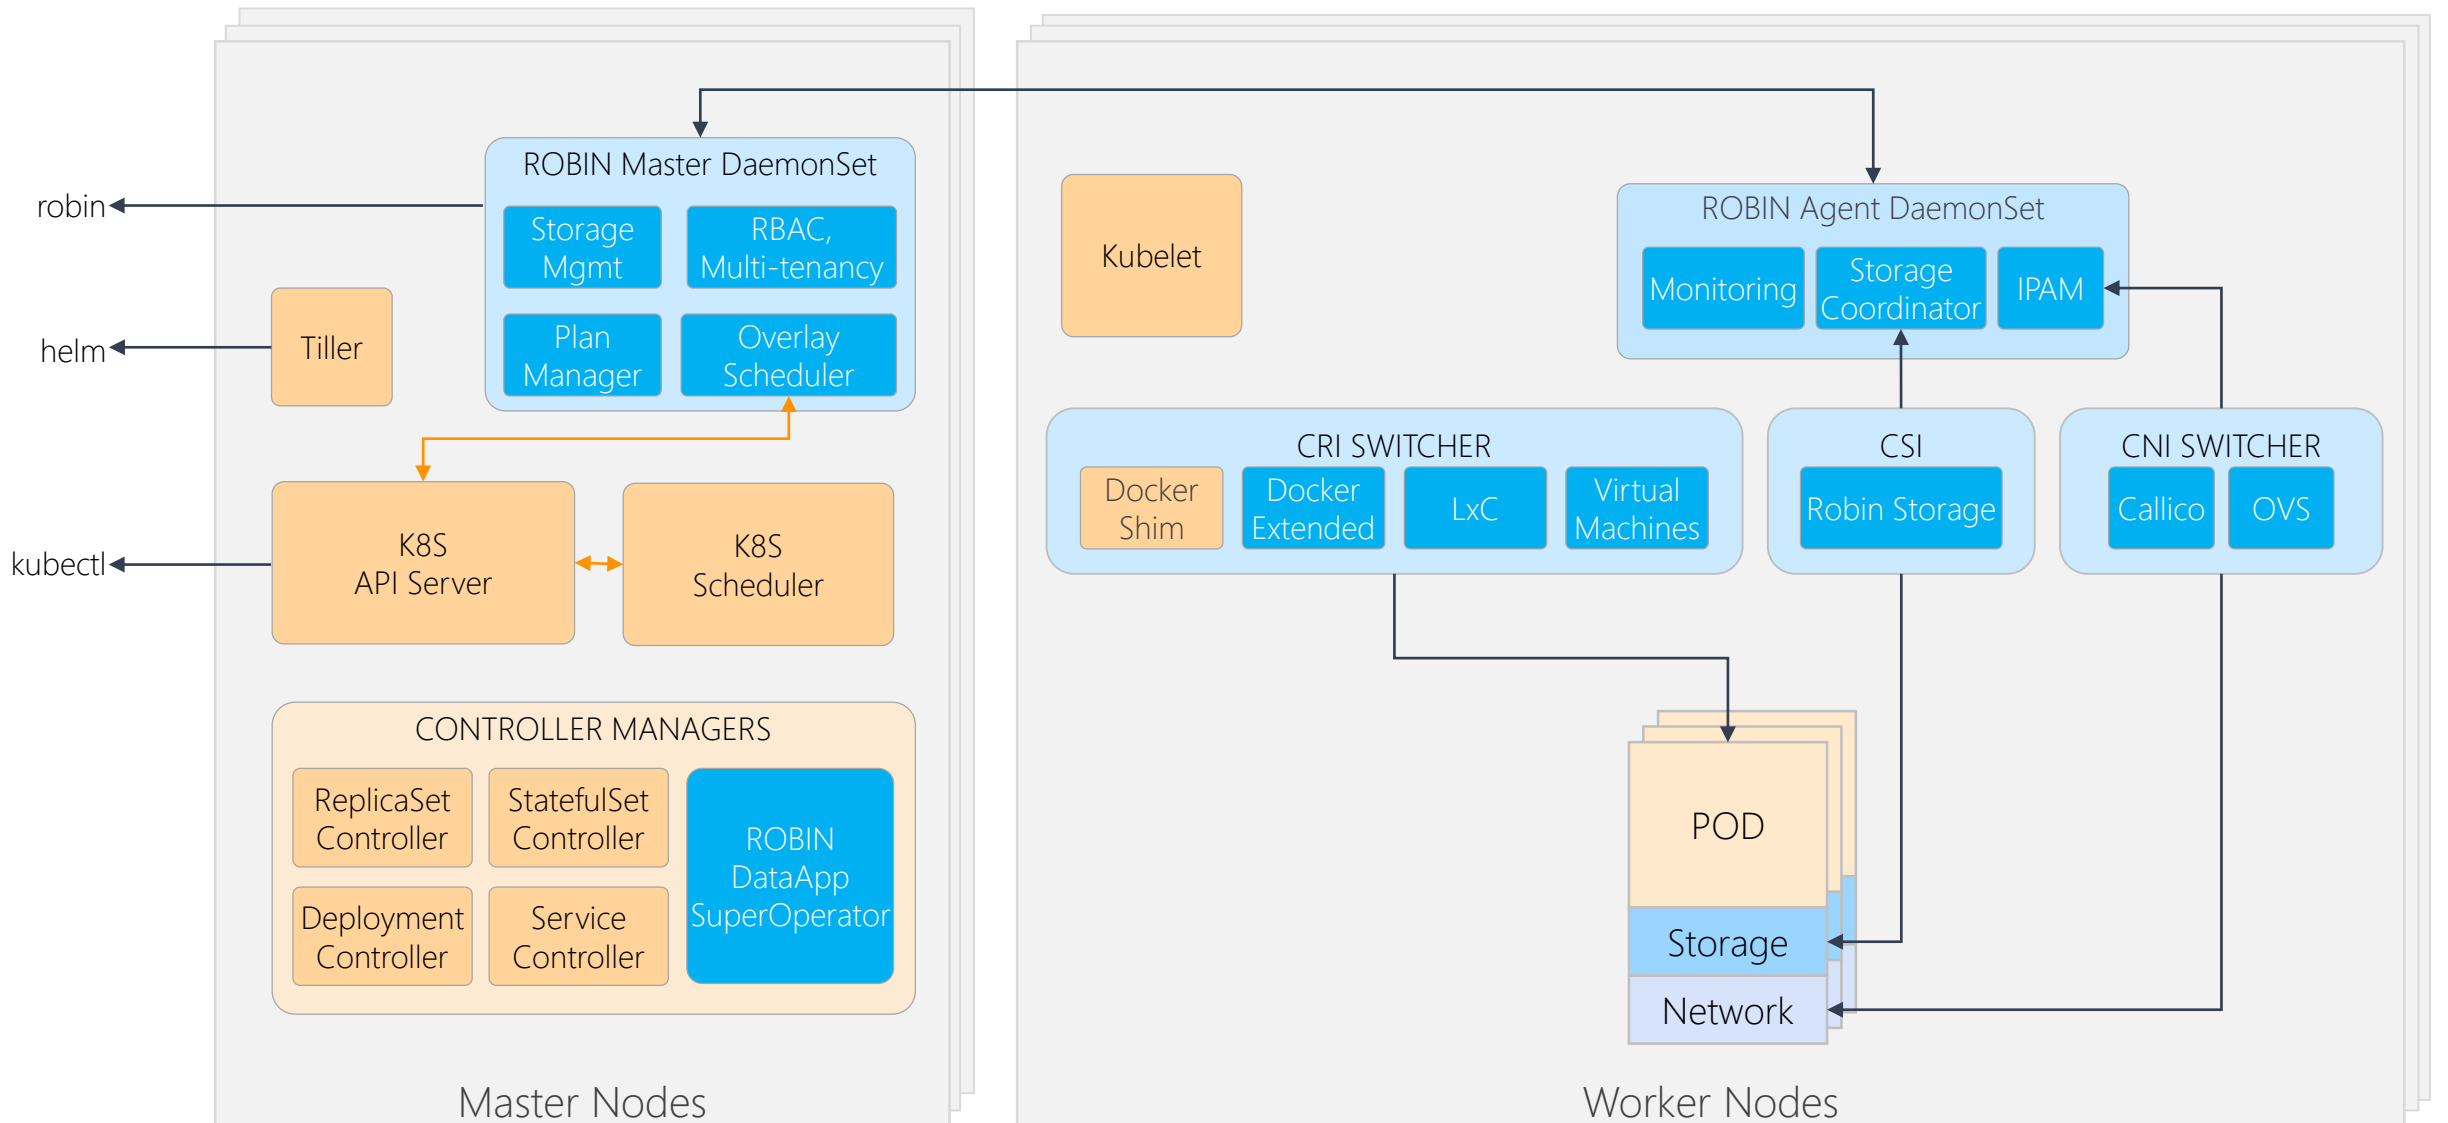 robin
helm
kubectl
ROBIN Master DaemonSet
Storage
Mgmt
RBAC,
Multi-tenancy
Plan
Manager
Overlay
Scheduler
Tiller
K8S
API Server
K8S
Scheduler
CONTROLLER MANAGERS
ReplicaSet
Controller
StatefulSet
Controller
Deployment
Controller
Service
Controller
ROBIN
DataApp
SuperOperator
Master Nodes
Kubelet
ROBIN Agent DaemonSet
Monitoring
Storage
Coordinator
IPAM
CRI SWITCHER
Docker
Shim
Docker
Extended
LxC
Virtual
Machines
CSI
Robin Storage
CNI SWITCHER
Callico
OVS
POD
Storage
Network
Worker Nodes